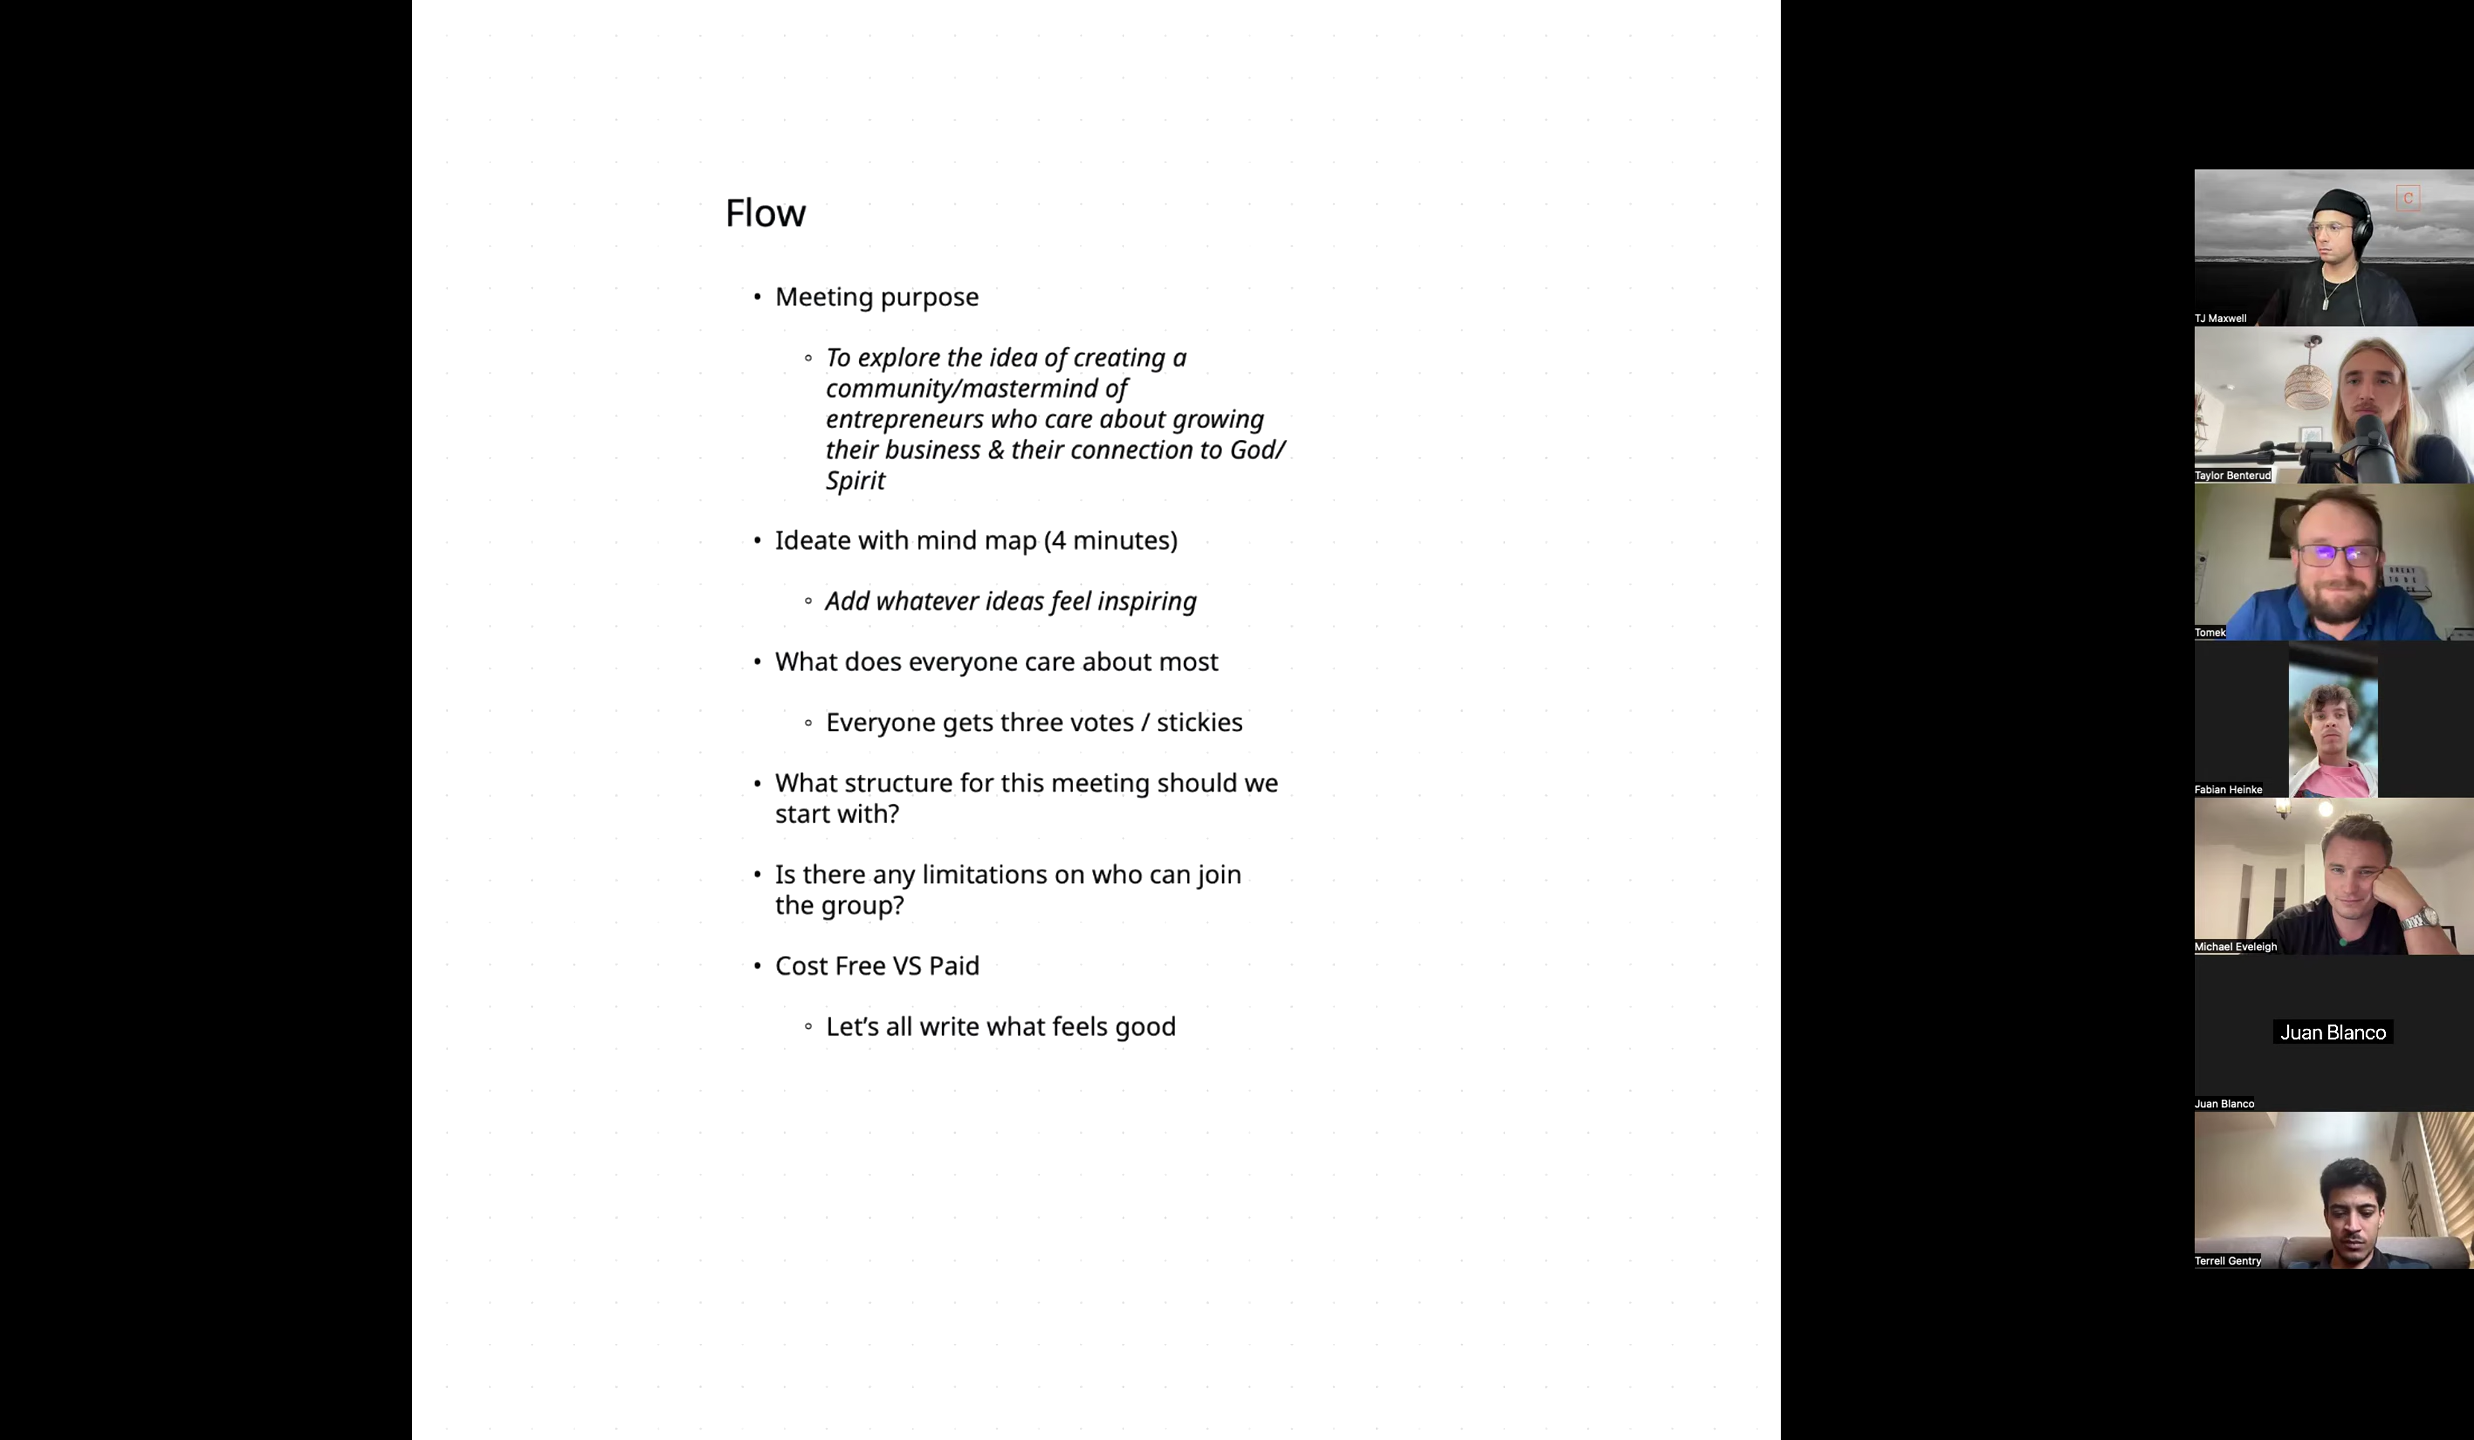 Flow
• Meeting purpose
◦ To explore the idea of creating a
community/mastermind of
entrepreneurs who care about growing
their business & their connection to God/
Spirit
• Ideate with mind map (4 minutes)
◦ Add whatever ideas feel inspiring
• What does everyone care about most
◦ Everyone gets three votes / stickies
• What structure for this meeting should we
start with?
• Is there any limitations on who can join
the group?
• Cost Free VS Paid
◦ Let’s all write what feels good
C
TJ Maxwell
Taylor Benterud
GREAT
TO BE
Tomek
Fabian Heinke
Michael Eveleigh
Juan Blanco
Juan Blanco
Terrell Gentry